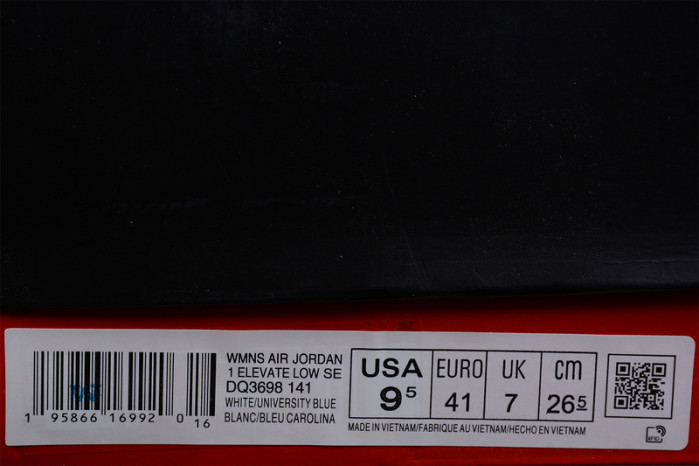 WMNS AIR JORDAN
1 ELEVATE LOW SE
DQ3698 141
WHITE/UNIVERSITY BLUE
BLANC/BLEU CAROLINA
1 95866 16992 0 16
USA EURO UK cm
9⁵ 41 7 26⁵
MADE IN VIETNAM/FABRIQUE AU VIETNAM/HECHO EN VIETNAM
RFID